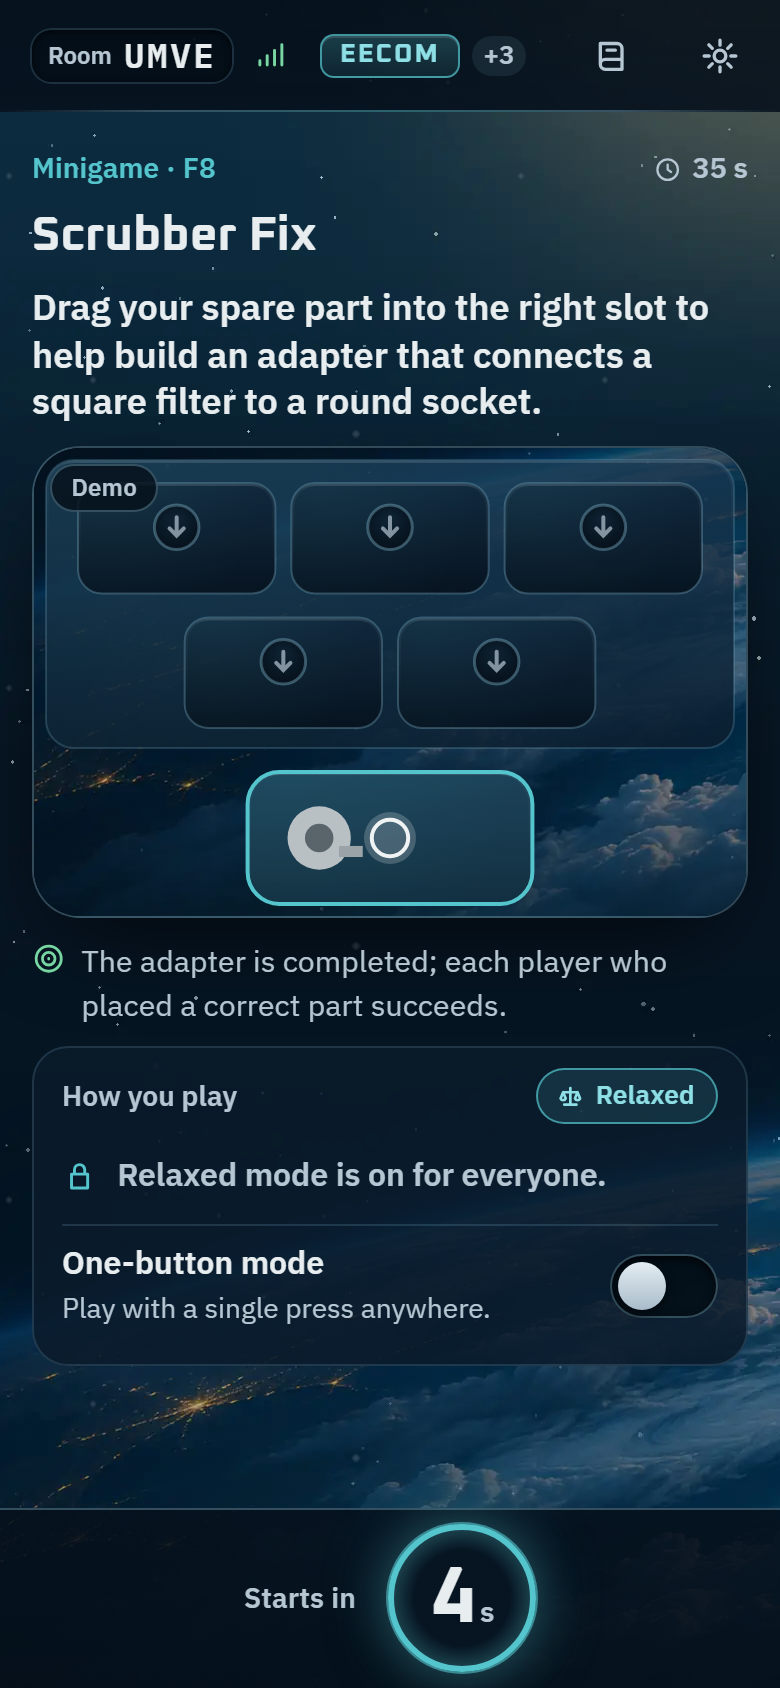 Room UMVE EECOM +3
Minigame · F8 35 s
Scrubber Fix
Drag your spare part into the right slot to
help build an adapter that connects a
square filter to a round socket.
Demo
The adapter is completed; each player who
placed a correct part succeeds.
How you play Relaxed
Relaxed mode is on for everyone.
One-button mode
Play with a single press anywhere.
Starts in 4 s